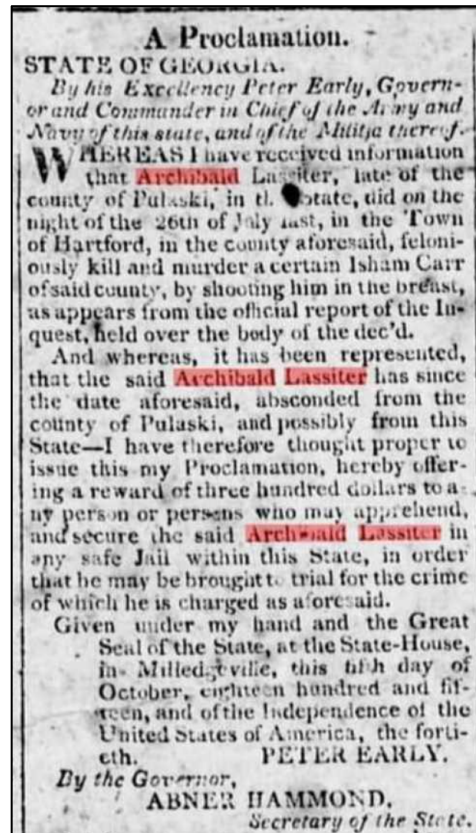 A Proclamation.
STATE OF GEORGIA.
By his Excellency Peter Early, Govern-
or and Commander in Chief of the Army and
Navy of this state, and of the Militja thereof.
WHEREAS I have received information
that Archibald Lassiter, late of the
county of Pulaski, in state, did on the
night of the 26th of July last, in the Town
of Hartford, in the county aforesaid, feloni-
ously kill and murder a certain Isham Carr
of said county, by shooting him in the breast,
as appears from the official report of the In-
quest, held over the body of the dec'd.
And whereas, it has been represented,
that the said Archibald Lassiter has since
the date aforesaid, absconded from the
county of Pulaski, and possibly from this
State—I have therefore thought proper to
issue this my Proclamation, hereby offer-
ing a reward of three hundred dollars to a-
ny person or persons who may apprehend,
and secure the said Archibald Lassiter in
any safe Jail within this State, in order
that he may be brought to trial for the crime
of which he is charged as aforesaid.
Given under my hand and the Great
Seal of the State, at the State-House,
in Milledgeville, this fifth day of
October, eighteen hundred and fif-
teen, and of the Independence of the
United States of America, the forti-
eth. PETER EARLY.
By the Governor,
ABNER HAMMOND,
Secretary of the State.